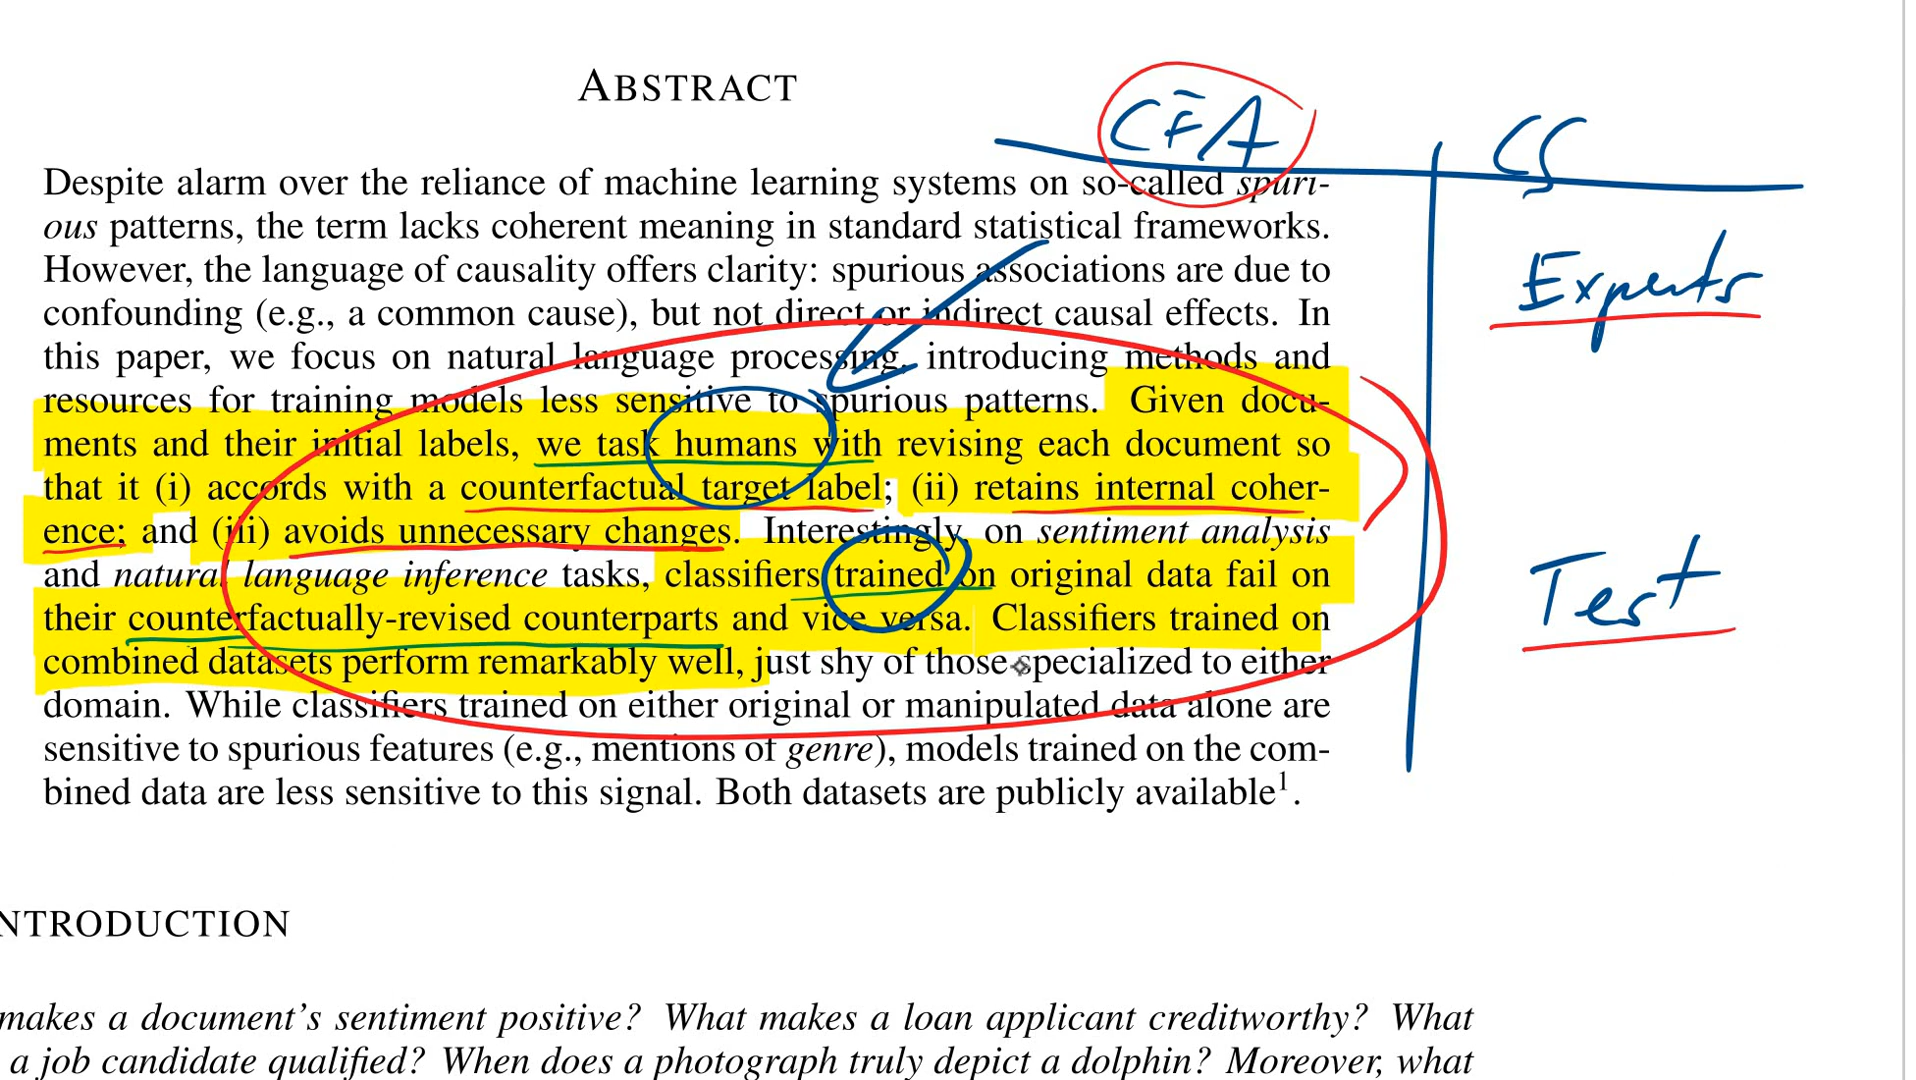 ABSTRACT
CFA
CS
Despite alarm over the reliance of machine learning systems on so-called spuri-
ous patterns, the term lacks coherent meaning in standard statistical frameworks.
However, the language of causality offers clarity: spurious associations are due to
Experts
confounding (e.g., a common cause), but not direct or indirect causal effects. In
this paper, we focus on natural language processing, introducing methods and
resources for training models less sensitive to spurious patterns. Given docu-
ments and their initial labels, we task humans with revising each document so
that it (i) accords with a counterfactual target label; (ii) retains internal coher-
ence; and (iii) avoids unnecessary changes. Interestingly, on sentiment analysis
and natural language inference tasks, classifiers trained on original data fail on
Test
their counterfactually-revised counterparts and vice versa. Classifiers trained on
combined datasets perform remarkably well, just shy of those specialized to either
domain. While classifiers trained on either original or manipulated data alone are
sensitive to spurious features (e.g., mentions of genre), models trained on the com-
bined data are less sensitive to this signal. Both datasets are publicly available1.
NTRODUCTION
makes a document's sentiment positive? What makes a loan applicant creditworthy? What
a job candidate qualified? When does a photograph truly depict a dolphin? Moreover, what